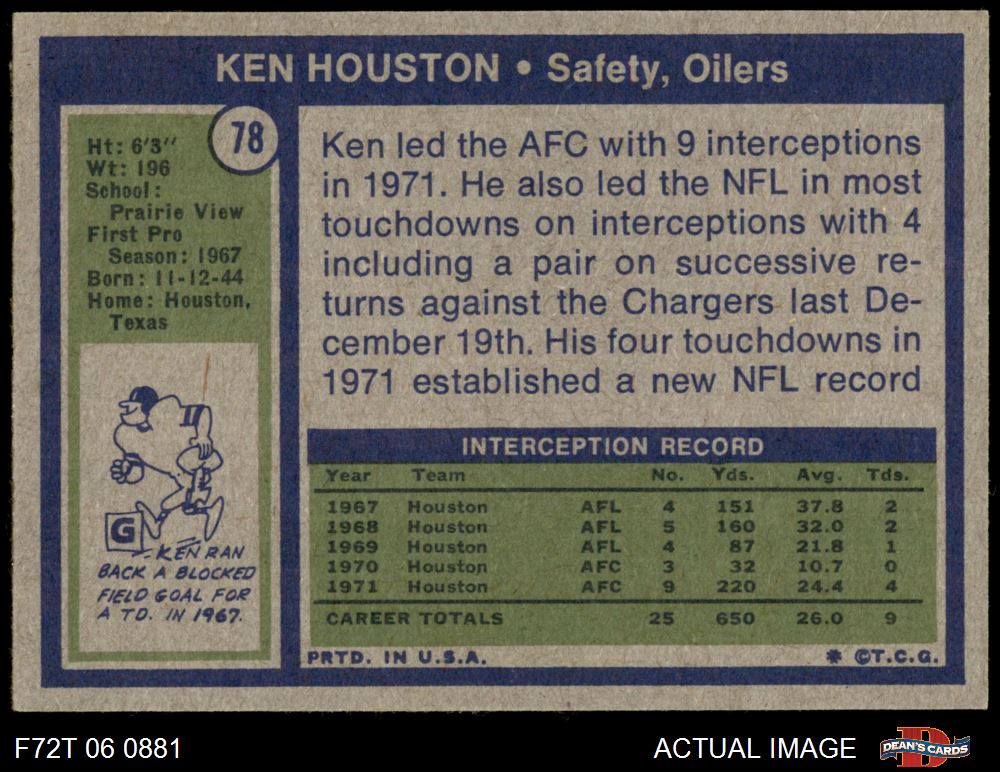 KEN HOUSTON • Safety, Oilers
78
Ht: 6'3''
Wt: 196
School:
Prairie View
First Pro
Season: 1967
Born: 11-12-44
Home: Houston,
Texas
G
KEN RAN
BACK A BLOCKED
FIELD GOAL FOR
A TD. IN 1967.
Ken led the AFC with 9 interceptions
in 1971. He also led the NFL in most
touchdowns on interceptions with 4
including a pair on successive re-
turns against the Chargers last De-
cember 19th. His four touchdowns in
1971 established a new NFL record
INTERCEPTION RECORD
Year Team No. Yds. Avg. Tds.
1967 Houston AFL 4 151 37.8 2
1968 Houston AFL 5 160 32.0 2
1969 Houston AFL 4 87 21.8 1
1970 Houston AFC 3 32 10.7 0
1971 Houston AFC 9 220 24.4 4
CAREER TOTALS 25 650 26.0 9
PRTD. IN U.S.A. * ©T.C.G.
F72T 06 0881 ACTUAL IMAGE D DEAN'S CARDS